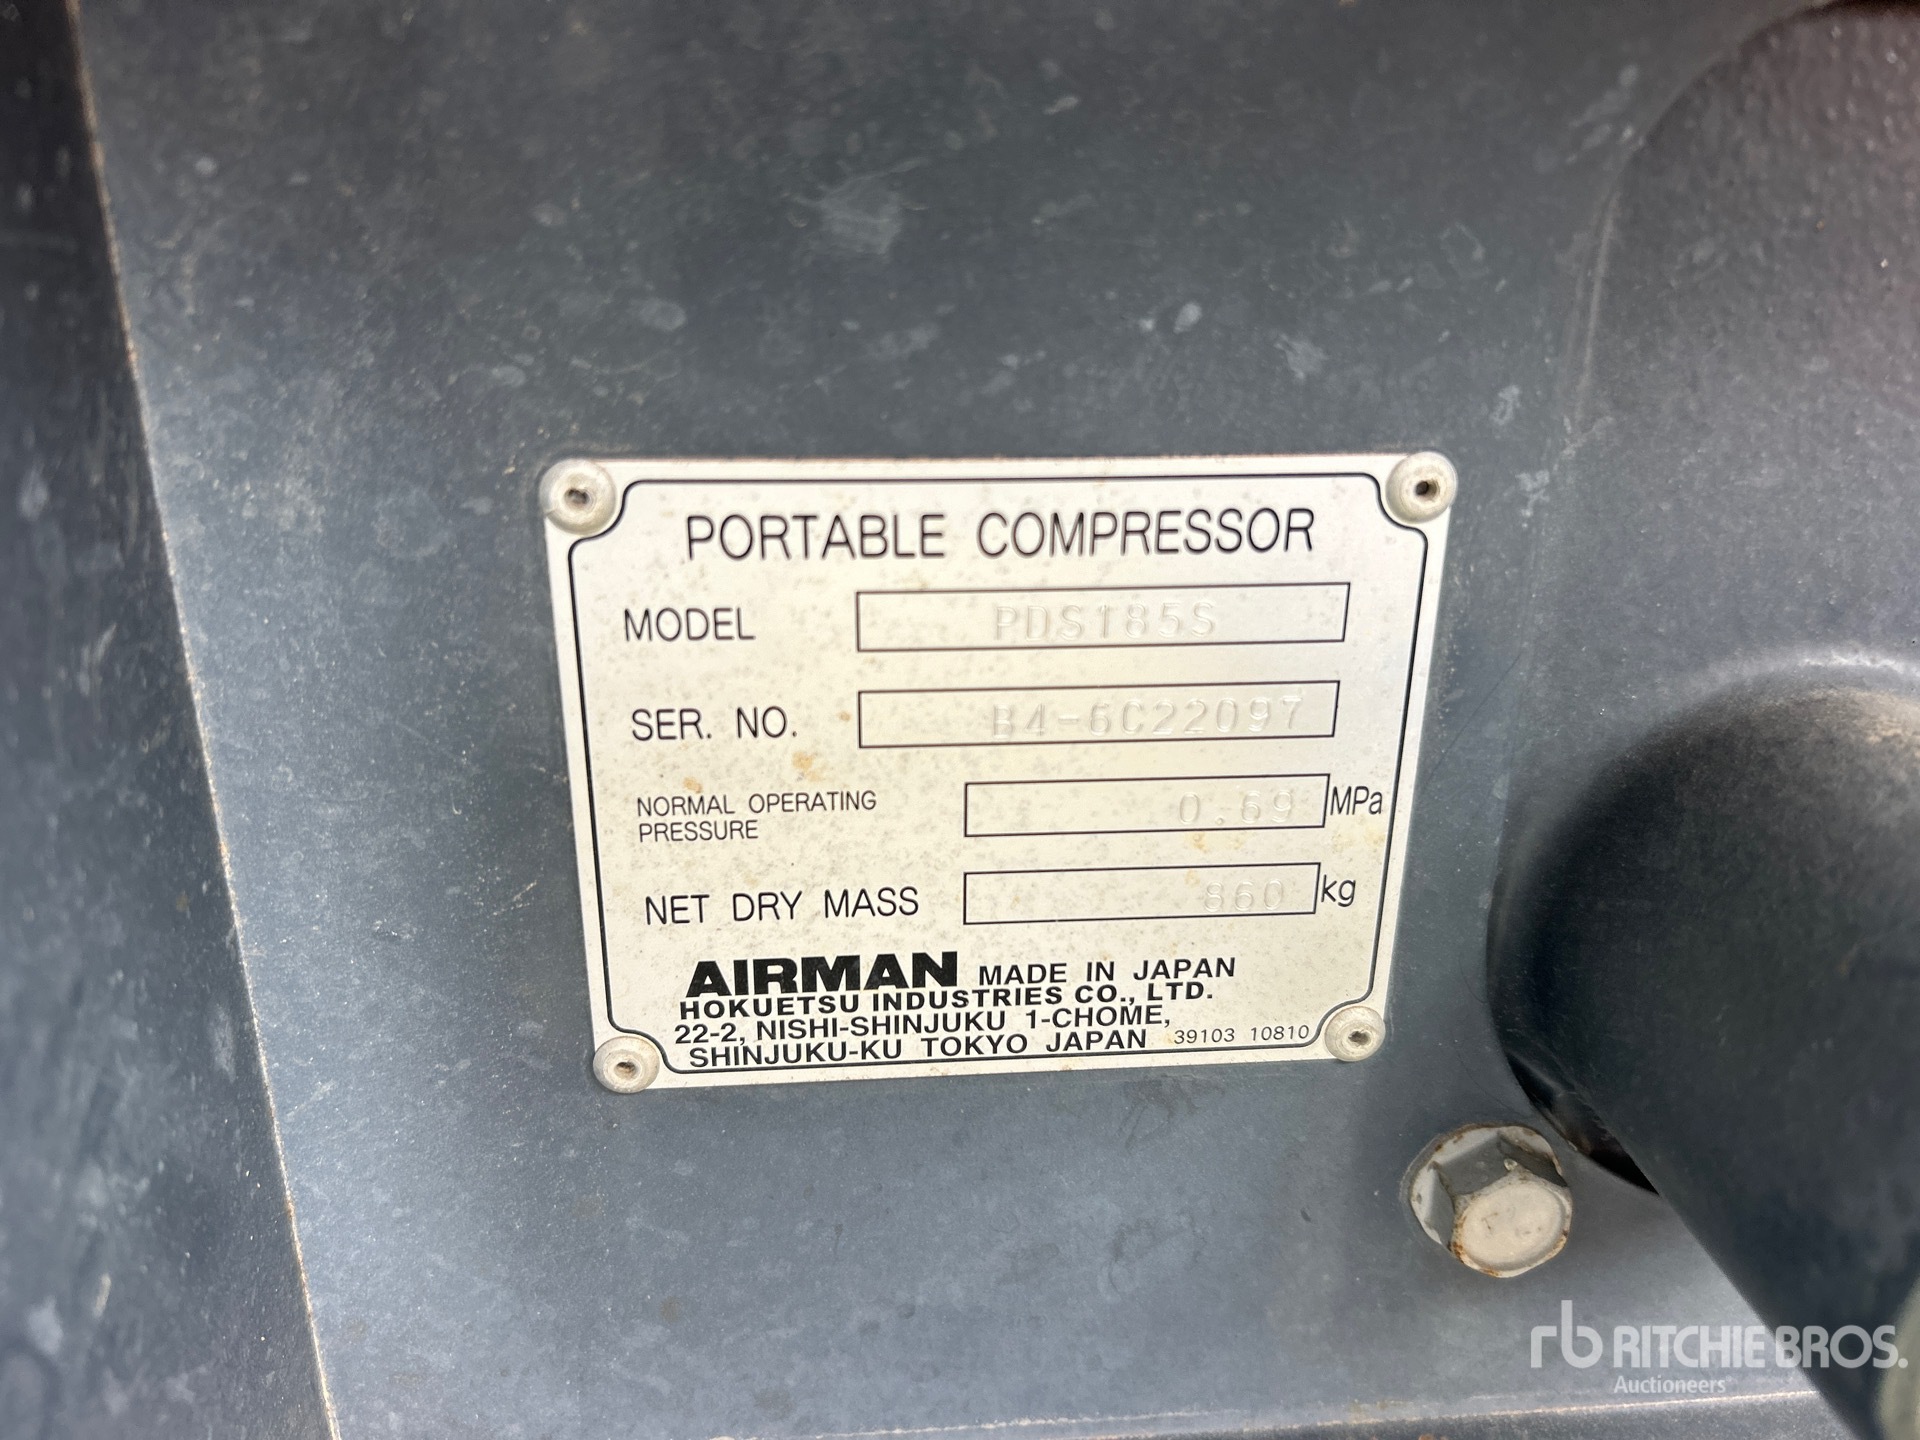 PORTABLE COMPRESSOR
MODEL PDS185S
SER. NO. B4-6C22097
NORMAL OPERATING
PRESSURE 0.69 MPa
NET DRY MASS 860 kg
AIRMAN MADE IN JAPAN
HOKUETSU INDUSTRIES CO., LTD.
22-2, NISHI-SHINJUKU 1-CHOME,
SHINJUKU-KU TOKYO JAPAN 39103 10810
rb RITCHIE BROS.
Auctioneers